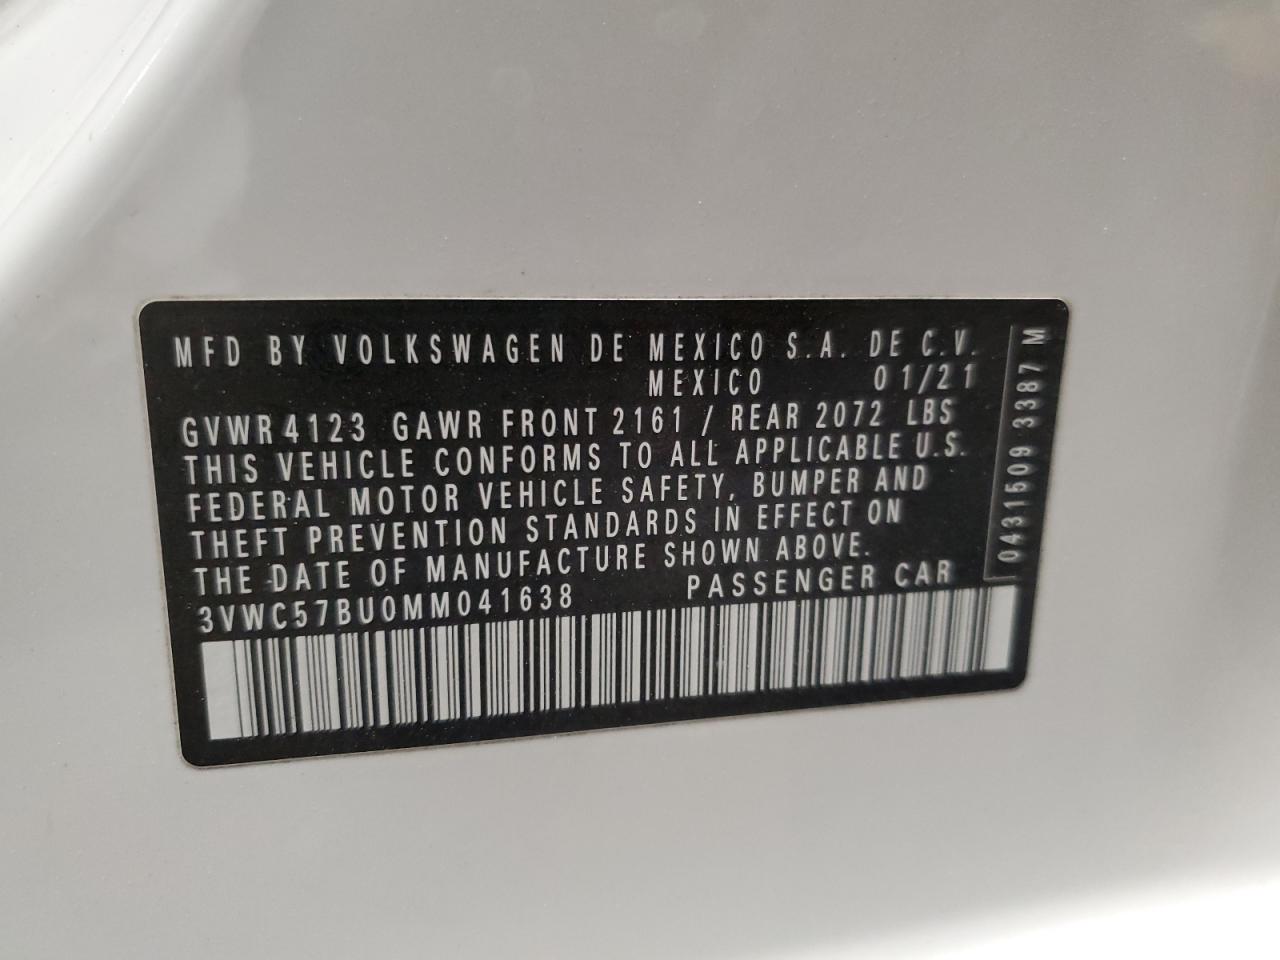 MFD BY VOLKSWAGEN DE MEXICO S.A. DE C.V.
MEXICO 01/21
GVWR 4123 GAWR FRONT 2161 / REAR 2072 LBS
THIS VEHICLE CONFORMS TO ALL APPLICABLE U.S.
FEDERAL MOTOR VEHICLE SAFETY, BUMPER AND
THEFT PREVENTION STANDARDS IN EFFECT ON
THE DATE OF MANUFACTURE SHOWN ABOVE.
3VWC57BU0MM041638 PASSENGER CAR
04311509 3387 M